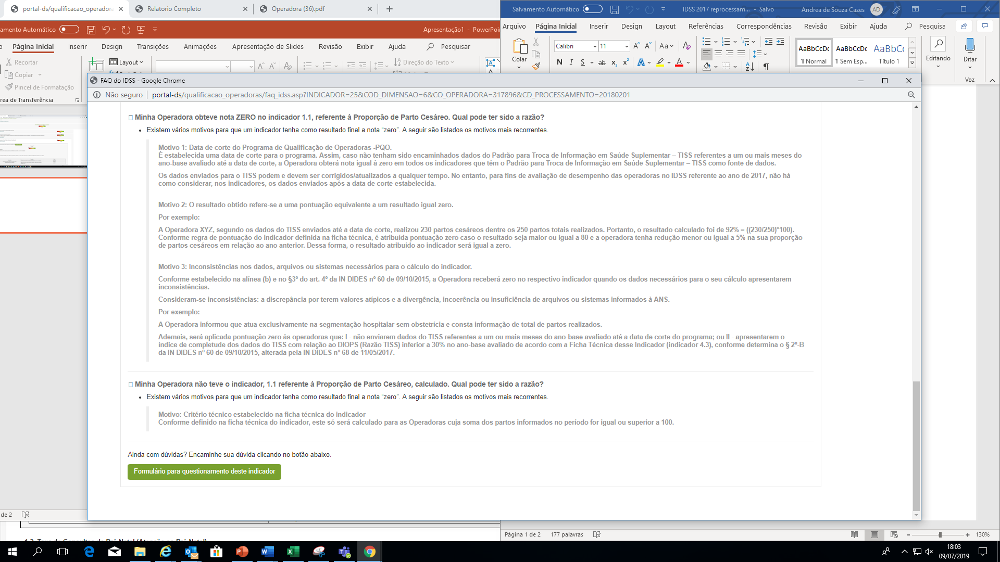 portal-ds/qualificacao_operadora
Relatorio Completo
Operadora (36).pdf
Salvamento Automático
IDSS 2017 reprocessam... - Salvo
Andrea de Souza Cazes
AD
amento Automático
Apresentação1 - PowerPoin
Arquivo
Página Inicial
Inserir
Design
Layout
Referências
Correspondências
Revisão
Exibir
Ajuda
Pesquisa
Página Inicial
Inserir
Design
Transições
Animações
Apresentação de Slides
Revisão
Exibir
Ajuda
Pesquisar
Recortar
Copiar
Pincel de Formatação
rea de Transferência
Layout
Direção do Texto
Colar
Calibri
11
N I S ab x₂ x²
AaBbCcDc
¶ Normal
AaBbCcDc
¶ Sem Esp...
AaBbCc
Título 1
Editando
Ditar
Voz
FAQ do IDSS - Google Chrome
Não seguro
portal-ds/qualificacao_operadoras/faq_idss.asp?INDICADOR=25&COD_DIMENSAO=6&CO_OPERADORA=317896&CD_PROCESSAMENTO=20180201
Minha Operadora obteve nota ZERO no indicador 1.1, referente à Proporção de Parto Cesáreo. Qual pode ter sido a razão?
• Existem vários motivos para que um indicador tenha como resultado final a nota “zero”. A seguir são listados os motivos mais recorrentes.
Motivo 1: Data de corte do Programa de Qualificação de Operadoras -PQO.
É estabelecida uma data de corte para o programa. Assim, caso não tenham sido encaminhados dados do Padrão para Troca de Informação em Saúde Suplementar – TISS referentes a um ou mais meses do
ano-base avaliado até a data de corte, a Operadora obterá nota igual à zero em todos os indicadores que têm o Padrão para Troca de Informação em Saúde Suplementar – TISS como fonte de dados.
Os dados enviados para o TISS podem e devem ser corrigidos/atualizados a qualquer tempo. No entanto, para fins de avaliação de desempenho das operadoras no IDSS referente ao ano de 2017, não há
como considerar, nos indicadores, os dados enviados após a data de corte estabelecida.
Motivo 2: O resultado obtido refere-se a uma pontuação equivalente a um resultado igual zero.
Por exemplo:
A Operadora XYZ, segundo os dados do TISS enviados até a data de corte, realizou 230 partos cesáreos dentre os 250 partos totais realizados. Portanto, o resultado calculado foi de 92% = ((230/250)*100).
Conforme regra de pontuação do indicador definida na ficha técnica, é atribuída pontuação zero caso o resultado seja maior ou igual a 80 e a operadora tenha redução menor ou igual a 5% na sua proporção
de partos cesáreos em relação ao ano anterior. Dessa forma, o resultado atribuído ao indicador será igual a zero.
Motivo 3: Inconsistências nos dados, arquivos ou sistemas necessários para o cálculo do indicador.
Conforme estabelecido na alínea (b) e no §3º do art. 4º da IN DIDES nº 60 de 09/10/2015, a Operadora receberá zero no respectivo indicador quando os dados necessários para o seu cálculo apresentarem
inconsistências.
Consideram-se inconsistências: a discrepância por terem valores atípicos e a divergência, incoerência ou insuficiência de arquivos ou sistemas informados à ANS.
Por exemplo:
A Operadora informou que atua exclusivamente na segmentação hospitalar sem obstetrícia e consta informação de total de partos realizados.
Ademais, será aplicada pontuação zero às operadoras que: I - não enviarem dados do TISS referentes a um ou mais meses do ano-base avaliado até a data de corte do programa; ou II - apresentarem o
índice de completude dos dados do TISS com relação ao DIOPS (Razão TISS) inferior a 30% no ano-base avaliado de acordo com a Ficha Técnica desse Indicador (indicador 4.3), conforme determina o § 2º-B
da IN DIDES nº 60 de 09/10/2015, alterada pela IN DIDES nº 68 de 11/05/2017.
Minha Operadora não teve o indicador, 1.1 referente à Proporção de Parto Cesáreo, calculado. Qual pode ter sido a razão?
• Existem vários motivos para que um indicador tenha como resultado final a nota “zero”. A seguir são listados os motivos mais recorrentes.
Motivo: Critério técnico estabelecido na ficha técnica do indicador
Conforme definido na ficha técnica do indicador, este só será calculado para as Operadoras cuja soma dos partos informados no período for igual ou superior a 100.
Ainda com dúvidas? Encaminhe sua dúvida clicando no botão abaixo.
Formulário para questionamento deste indicador
de 2
Página 1 de 2
177 palavras
130%
18:03
09/07/2019